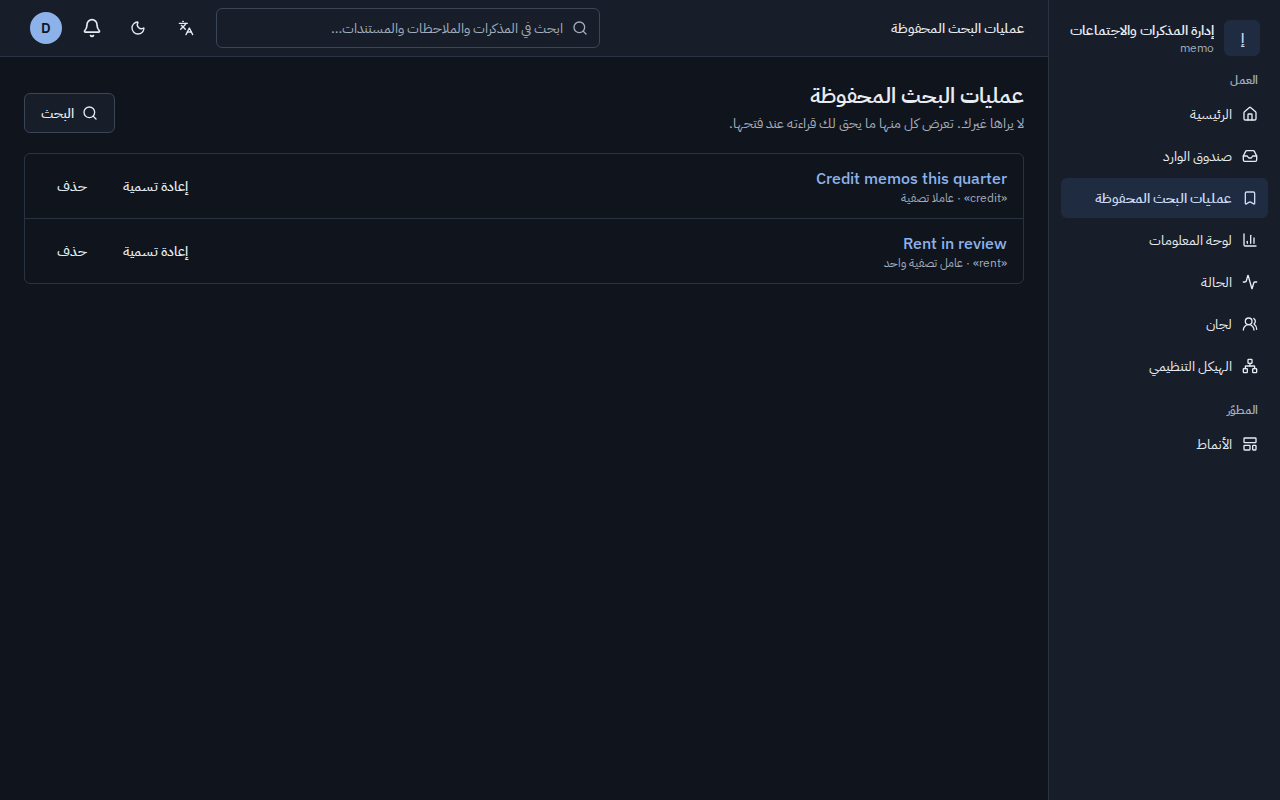 إدارة المذكرات والاجتماعات
memo
إ
العمل
الرئيسية
صندوق الوارد
عمليات البحث المحفوظة
لوحة المعلومات
الحالة
لجان
الهيكل التنظيمي
المطوّر
الأنماط
عمليات البحث المحفوظة
ابحث في المذكرات والملاحظات والمستندات...
D
عمليات البحث المحفوظة
لا يراها غيرك. تعرض كل منها ما يحق لك قراءته عند فتحها.
البحث
Credit memos this quarter
«credit» · عاملا تصفية
إعادة تسمية
حذف
Rent in review
«rent» · عامل تصفية واحد
إعادة تسمية
حذف